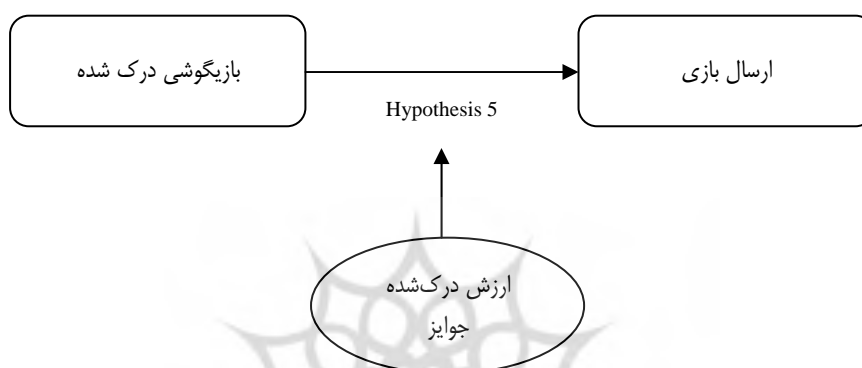 بازیگوشی درک شده
ارسال بازی
Hypothesis 5
ارزش درک‌شده
جوایز